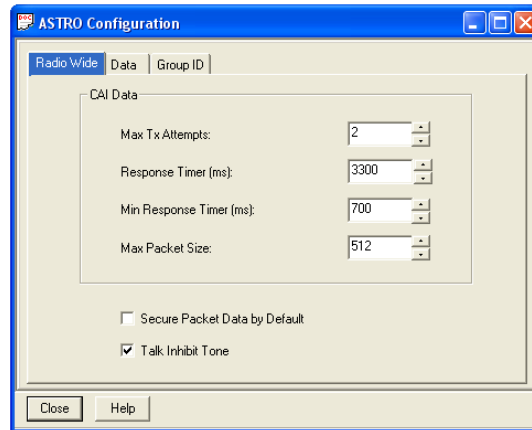 ASTRO Configuration
Radio Wide Data Group ID
CAI Data
Max Tx Attempts: 2
Response Timer (ms): 3300
Min Response Timer (ms): 700
Max Packet Size: 512
Secure Packet Data by Default
Talk Inhibit Tone
Close Help